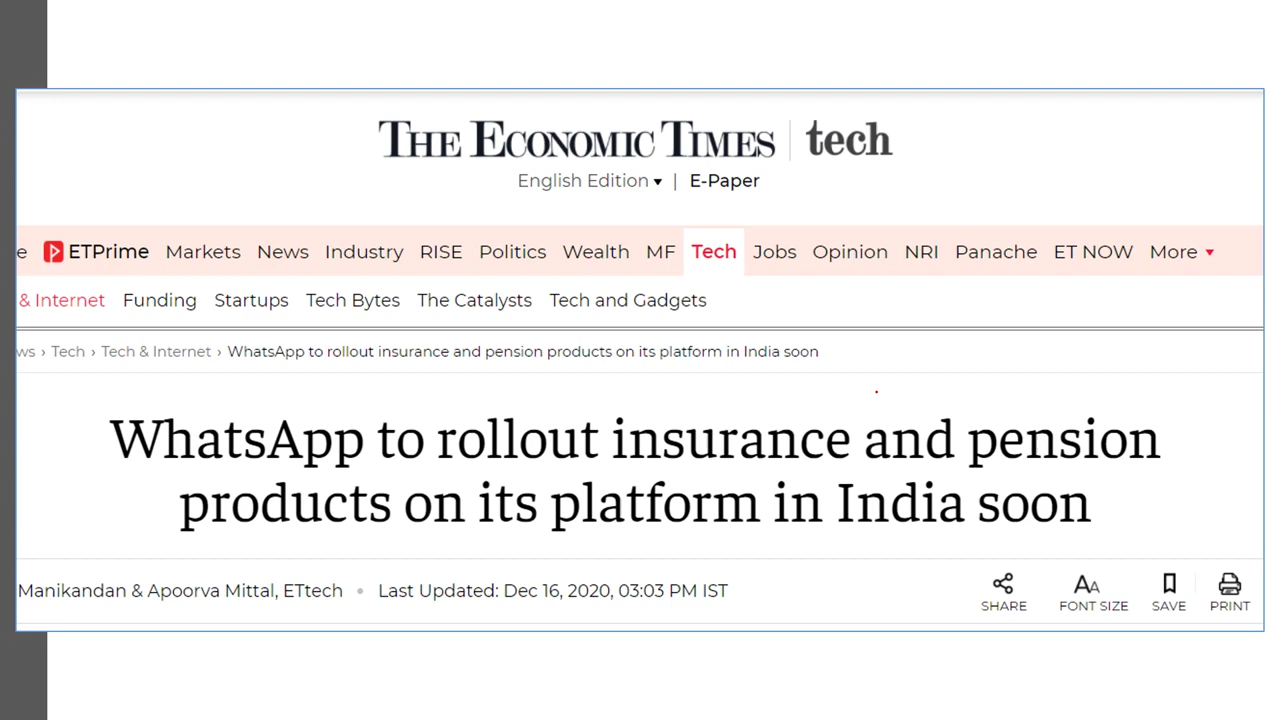 THE ECONOMIC TIMES | tech
English Edition ▾ | E-Paper
e ETPrime Markets News Industry RISE Politics Wealth MF Tech Jobs Opinion NRI Panache ET NOW More ▾
& Internet Funding Startups Tech Bytes The Catalysts Tech and Gadgets
ws › Tech › Tech & Internet › WhatsApp to rollout insurance and pension products on its platform in India soon
WhatsApp to rollout insurance and pension
products on its platform in India soon
Manikandan & Apoorva Mittal, ETtech • Last Updated: Dec 16, 2020, 03:03 PM IST
SHARE FONT SIZE SAVE PRINT